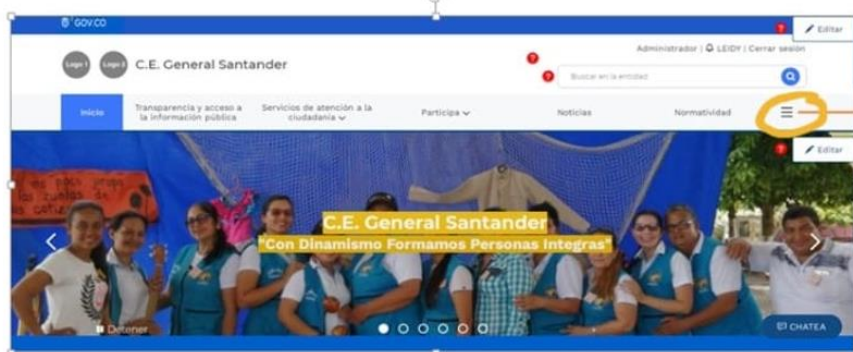 GOV.CO
? Editar
Administrador | LEIDY | Cerrar sesión
Logo 1 Logo 2 C.E. General Santander
?
? Buscar en la entidad
Inicio
Transparencia y acceso a
la información pública
Servicios de atención a la
ciudadanía
Participa
Noticias
Normatividad
Editar
C.E. General Santander
"Con Dinamismo Formamos Personas Integras"
Detener
CHATEA